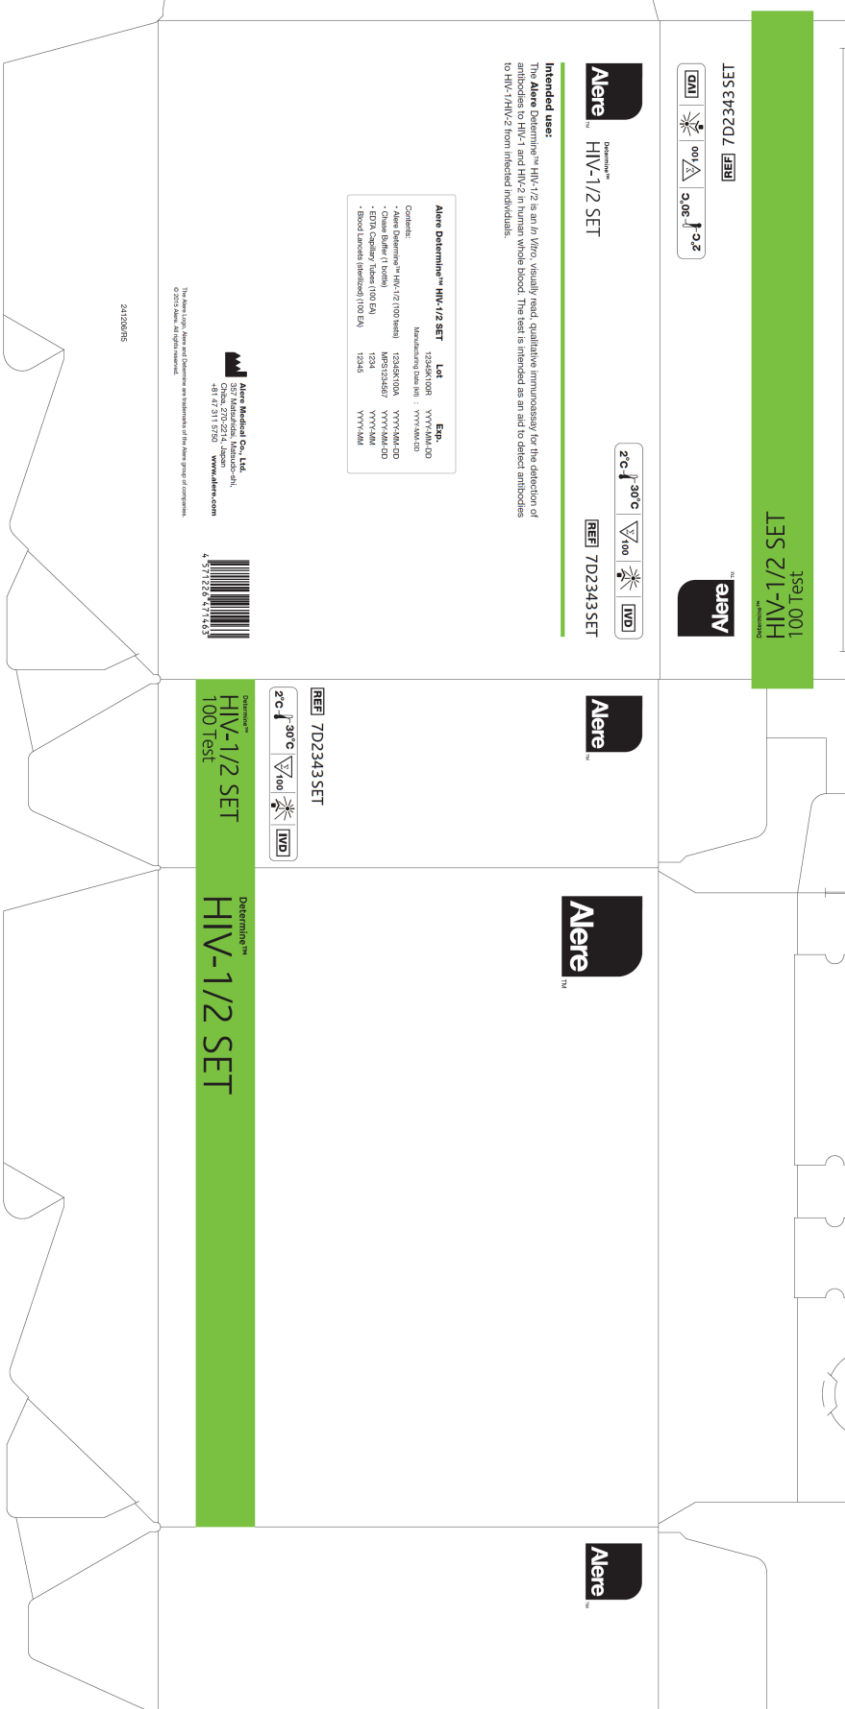 Determine™
HIV-1/2 SET
100 Test
REF 7D2343 SET
IVD
100
2°C 30°C
Alere™
Alere™
Determine™
HIV-1/2 SET
2°C 30°C
100
IVD
REF 7D2343 SET
Intended use:
The Alere Determine™ HIV-1/2 is an In Vitro, visually read, qualitative immunoassay for the detection of
antibodies to HIV-1 and HIV-2 in human whole blood. The test is intended as an aid to detect antibodies
to HIV-1/HIV-2 from infected individuals.
Alere Determine™ HIV-1/2 SET Lot Exp.
12345K100R YYYY-MM-DD
Manufacturing Date (kit) : YYYY-MM-DD
Contents:
· Alere Determine™ HIV-1/2 (100 tests) 12345K100A YYYY-MM-DD
· Chase Buffer (1 bottle) MPS1234567 YYYY-MM-DD
· EDTA Capillary Tubes (100 EA) 1234 YYYY-MM
· Blood Lancets (sterilized) (100 EA) 12345 YYYY-MM
Alere Medical Co., Ltd.
357 Matsuhidai, Matsudo-shi,
Chiba, 270-2214, Japan
+81 47 311 5750 www.alere.com
4 571226 471463
The Alere Logo, Alere and Determine are trademarks of the Alere group of companies.
© 2015 Alere. All rights reserved.
241206/R5
Alere™
REF 7D2343 SET
2°C 30°C
100
IVD
Determine™
HIV-1/2 SET
100 Test
Alere™
Determine™
HIV-1/2 SET
Alere™